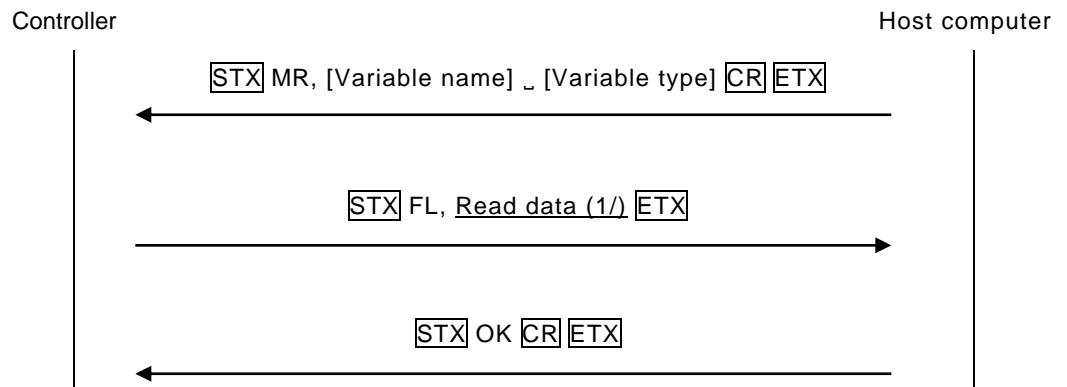 Controller Host computer
STX MR, [Variable name] ␣ [Variable type] CR ETX
STX FL, Read data (1/) ETX
STX OK CR ETX